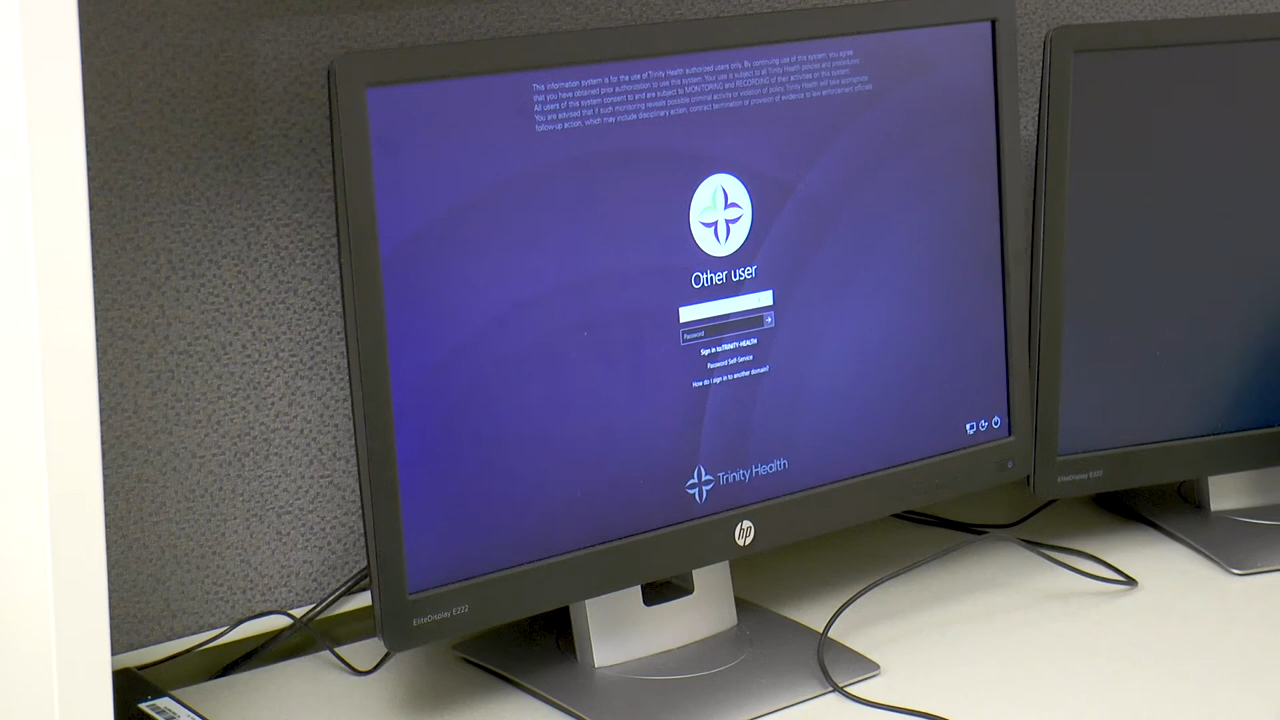 This information system is for the use of Trinity Health authorized users only. By continuing use of this system, you agree
that you have obtained prior authorization to use this system. Your use is subject to all Trinity Health policies and procedures
All users of this system consent to and are subject to MONITORING and RECORDING of their activities on this system.
You are advised that if such monitoring reveals possible criminal activity or violation of policy, Trinity Health will take appropriate
follow-up action, which may include disciplinary action, contract termination or provision of evidence to law enforcement officials
Other user
Password
Sign in to:TRINITY-HEALTH
Password Self-Service
How do I sign in to another domain?
Trinity Health
hp
EliteDisplay E222
EliteDisplay E222